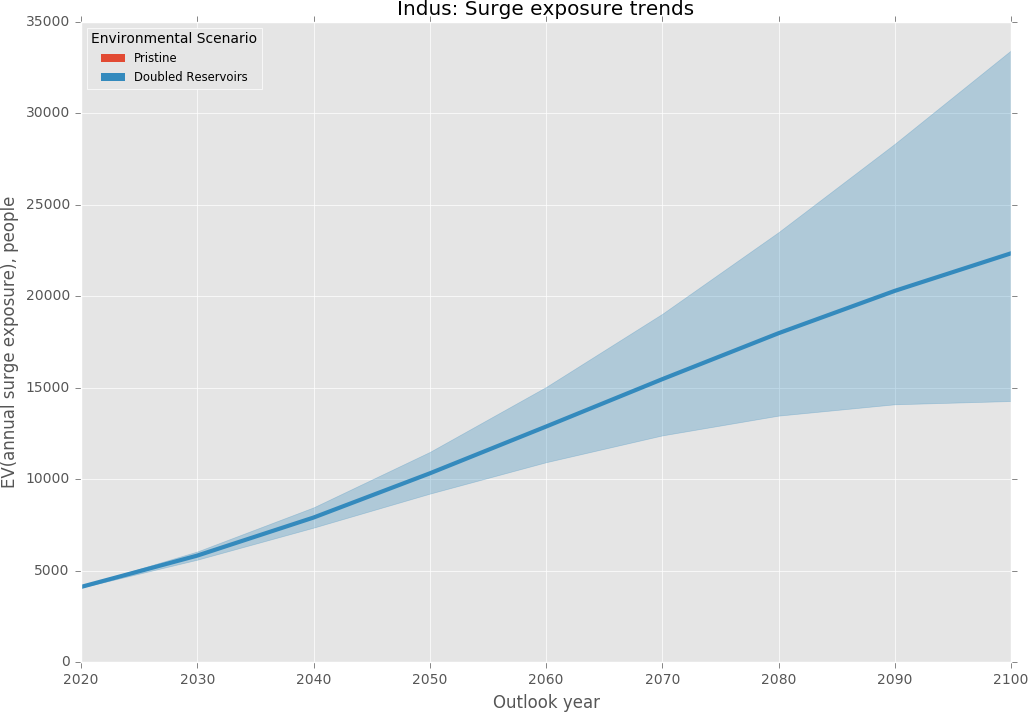 Indus: Surge exposure trends
35000
30000
25000
20000
15000
10000
5000
0
EV(annual surge exposure), people
Environmental Scenario
Pristine
Doubled Reservoirs
2020 2030 2040 2050 2060 2070 2080 2090 2100
Outlook year